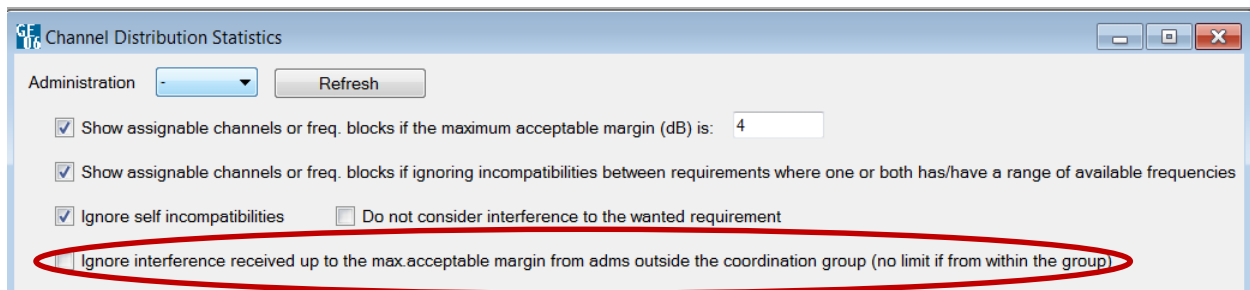 GE 06 Channel Distribution Statistics
Administration - Refresh
Show assignable channels or freq. blocks if the maximum acceptable margin (dB) is: 4
Show assignable channels or freq. blocks if ignoring incompatibilities between requirements where one or both has/have a range of available frequencies
Ignore self incompatibilities Do not consider interference to the wanted requirement
Ignore interference received up to the max.acceptable margin from adms outside the coordination group (no limit if from within the group)